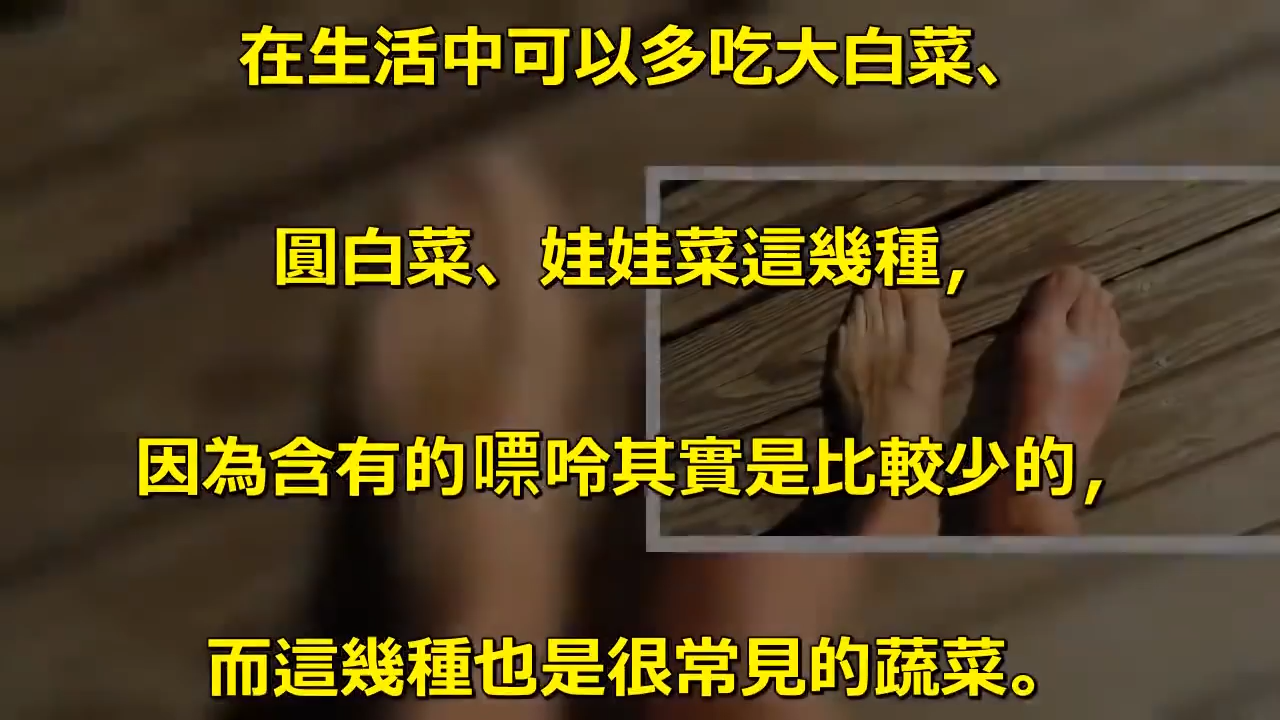 在生活中可以多吃大白菜、
圓白菜、娃娃菜這幾種，
因為含有的嘌呤其實是比較少的，
而這幾種也是很常見的蔬菜。